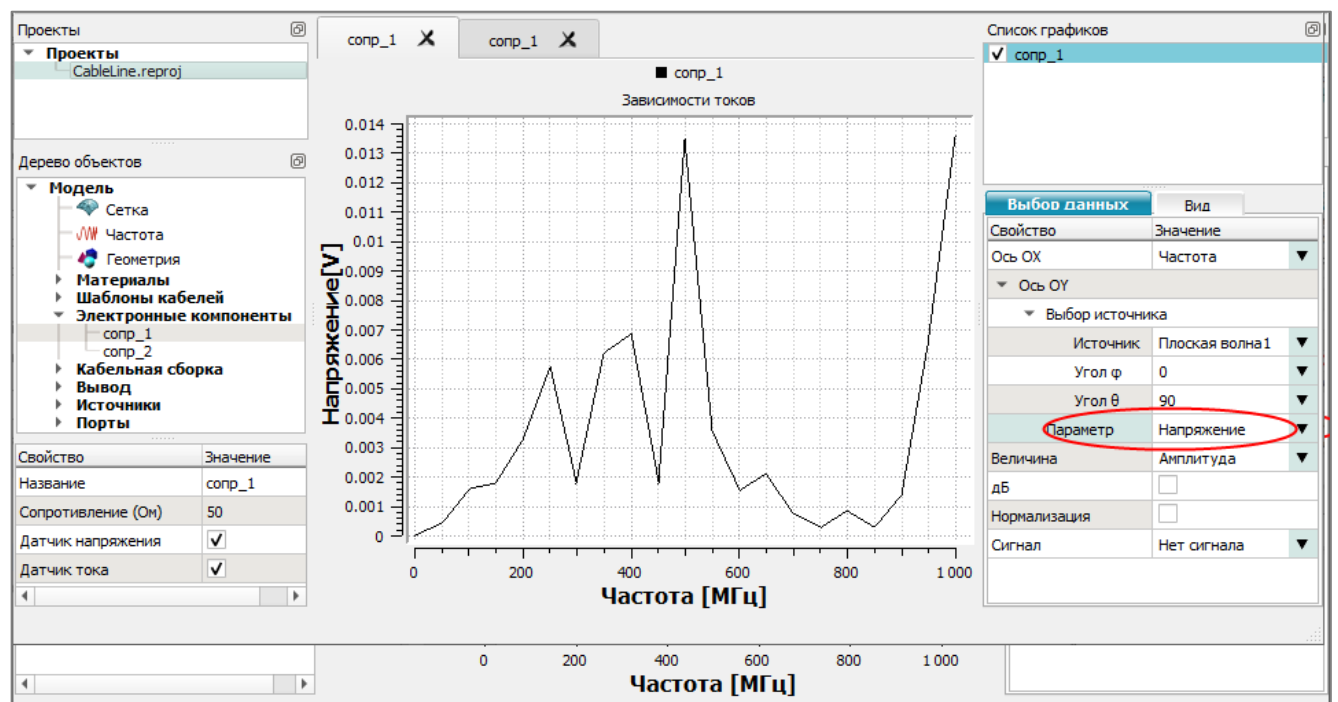 Проекты
Проекты
CableLine.reproj
Дерево объектов
Модель
Сетка
Частота
Геометрия
Материалы
Шаблоны кабелей
Электронные компоненты
сопр_1
сопр_2
Кабельная сборка
Вывод
Источники
Порты
Свойство Значение
Название сопр_1
Сопротивление (Ом) 50
Датчик напряжения
Датчик тока
сопр_1 сопр_1
сопр_1
Зависимости токов
Напряжение[V]
0.014
0.013
0.012
0.011
0.01
0.009
0.008
0.007
0.006
0.005
0.004
0.003
0.002
0.001
0
0 200 400 600 800 1 000
Частота [МГц]
Список графиков
сопр_1
Выбор данных Вид
Свойство Значение
Ось OX Частота
Ось OY
Выбор источника
Источник Плоская волна1
Угол φ 0
Угол θ 90
Параметр Напряжение
Величина Амплитуда
дБ
Нормализация
Сигнал Нет сигнала
0 200 400 600 800 1 000
Частота [МГц]